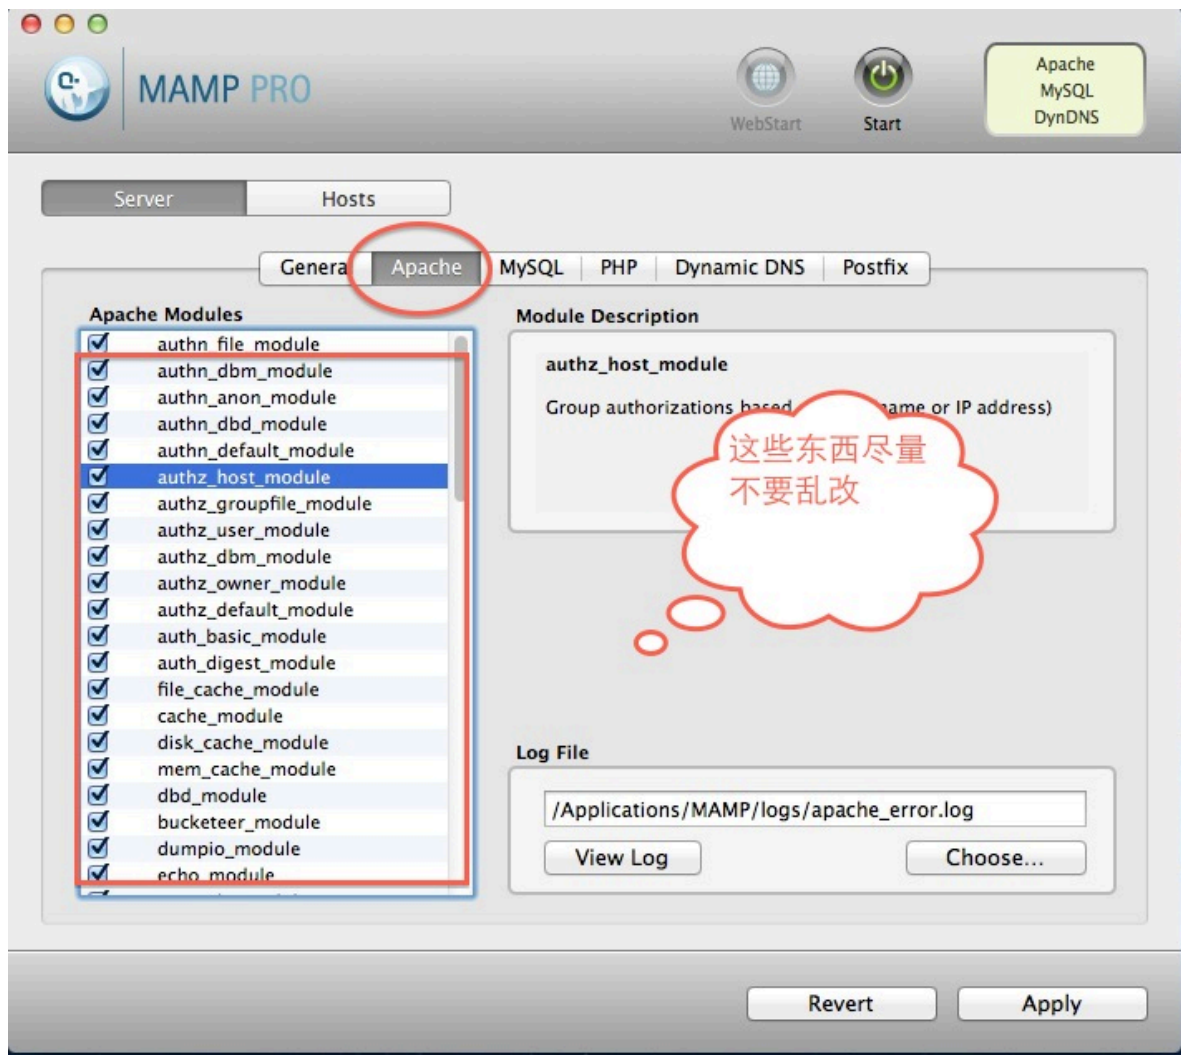 MAMP PRO
WebStart
Start
Apache
MySQL
DynDNS
Server
Hosts
General
Apache
MySQL
PHP
Dynamic DNS
Postfix
Apache Modules
authn_file_module
authn_dbm_module
authn_anon_module
authn_dbd_module
authn_default_module
authz_host_module
authz_groupfile_module
authz_user_module
authz_dbm_module
authz_owner_module
authz_default_module
auth_basic_module
auth_digest_module
file_cache_module
cache_module
disk_cache_module
mem_cache_module
dbd_module
bucketeer_module
dumpio_module
echo_module
Module Description
authz_host_module
Group authorizations based ame or IP address)
这些东西尽量
不要乱改
Log File
/Applications/MAMP/logs/apache_error.log
View Log
Choose...
Revert
Apply